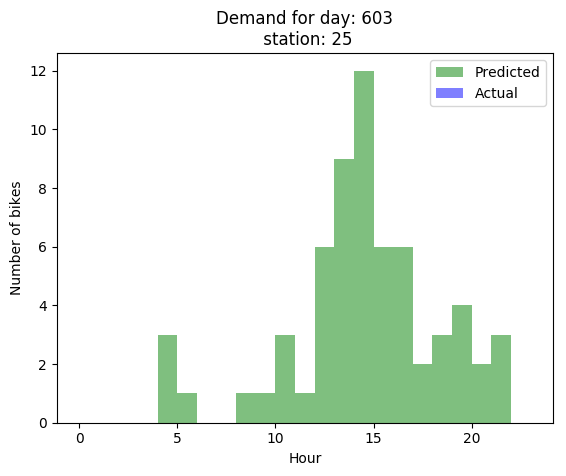 Demand for day: 603
station: 25
Predicted
Actual
12
10
8
6
4
2
0
Number of bikes
0 5 10 15 20
Hour